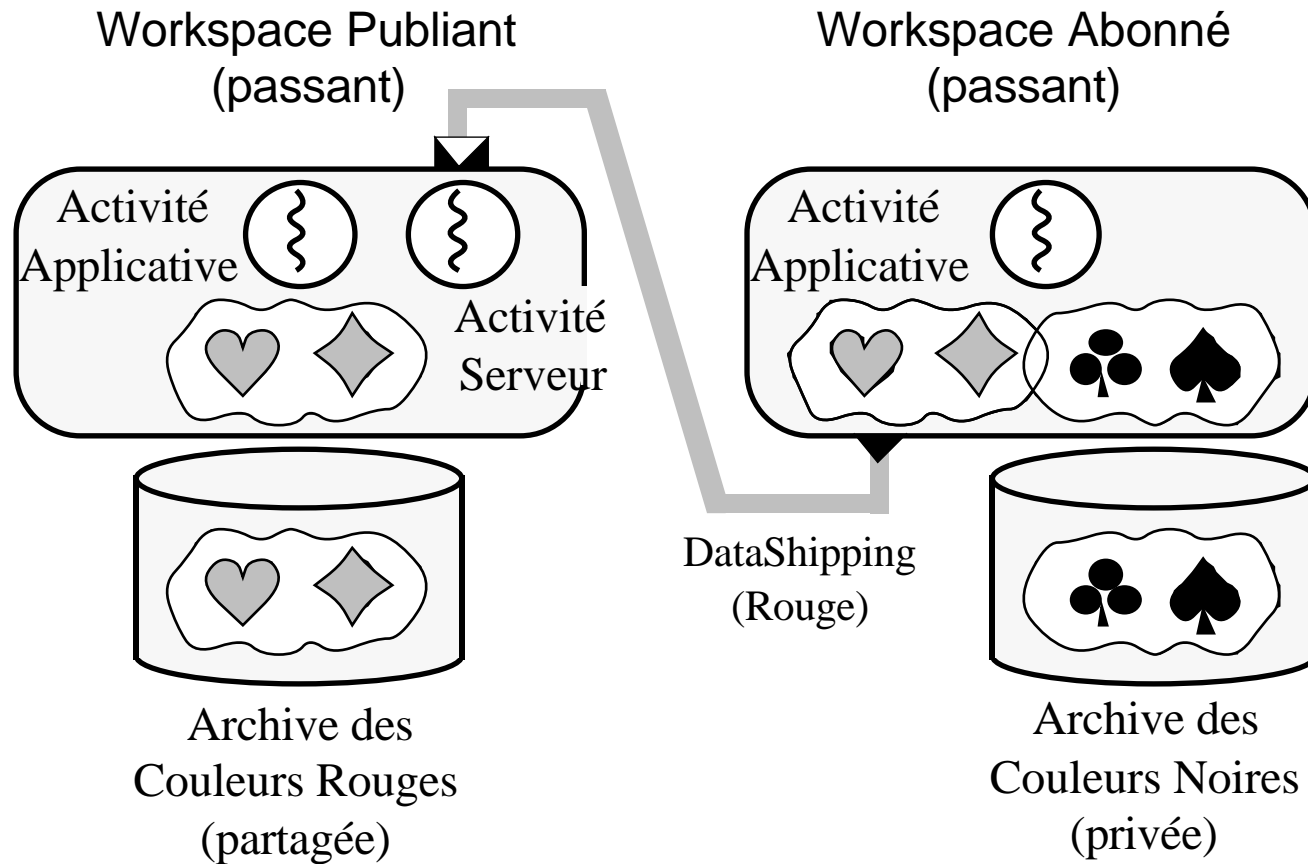 Workspace Publiant
(passant)
Workspace Abonné
(passant)
Activité
Applicative
Activité
Serveur
Activité
Applicative
DataShipping
(Rouge)
Archive des
Couleurs Rouges
(partagée)
Archive des
Couleurs Noires
(privée)